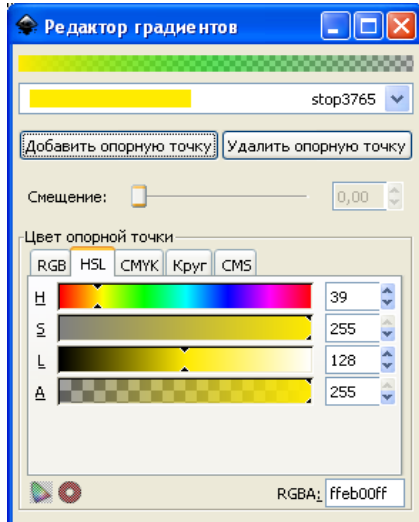 Редактор градиентов
stop3765
Добавить опорную точку Удалить опорную точку
Смещение: 0,00
Цвет опорной точки
RGB HSL CMYK Круг CMS
H 39
S 255
L 128
A 255
RGBA: ffeb00ff